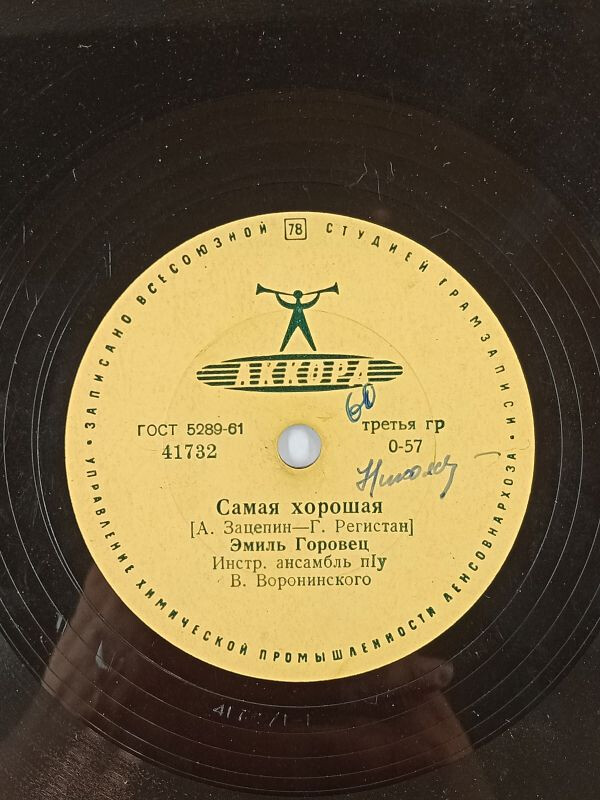 • ЗАПИСАНО ВСЕСОЮЗНОЙ 78 СТУДИЕЙ ГРАМЗАПИСИ •
АККОРД
60
ГОСТ 5289-61
третья гр
41732
0-57
Самая хорошая
[А. Зацепин—Г. Регистан]
Эмиль Горовец
Инстр. ансамбль п/у
В. Воронинского
УПРАВЛЕНИЕ ХИМИЧЕСКОЙ ПРОМЫШЛЕННОСТИ ЛЕНСОВНАРХОЗА